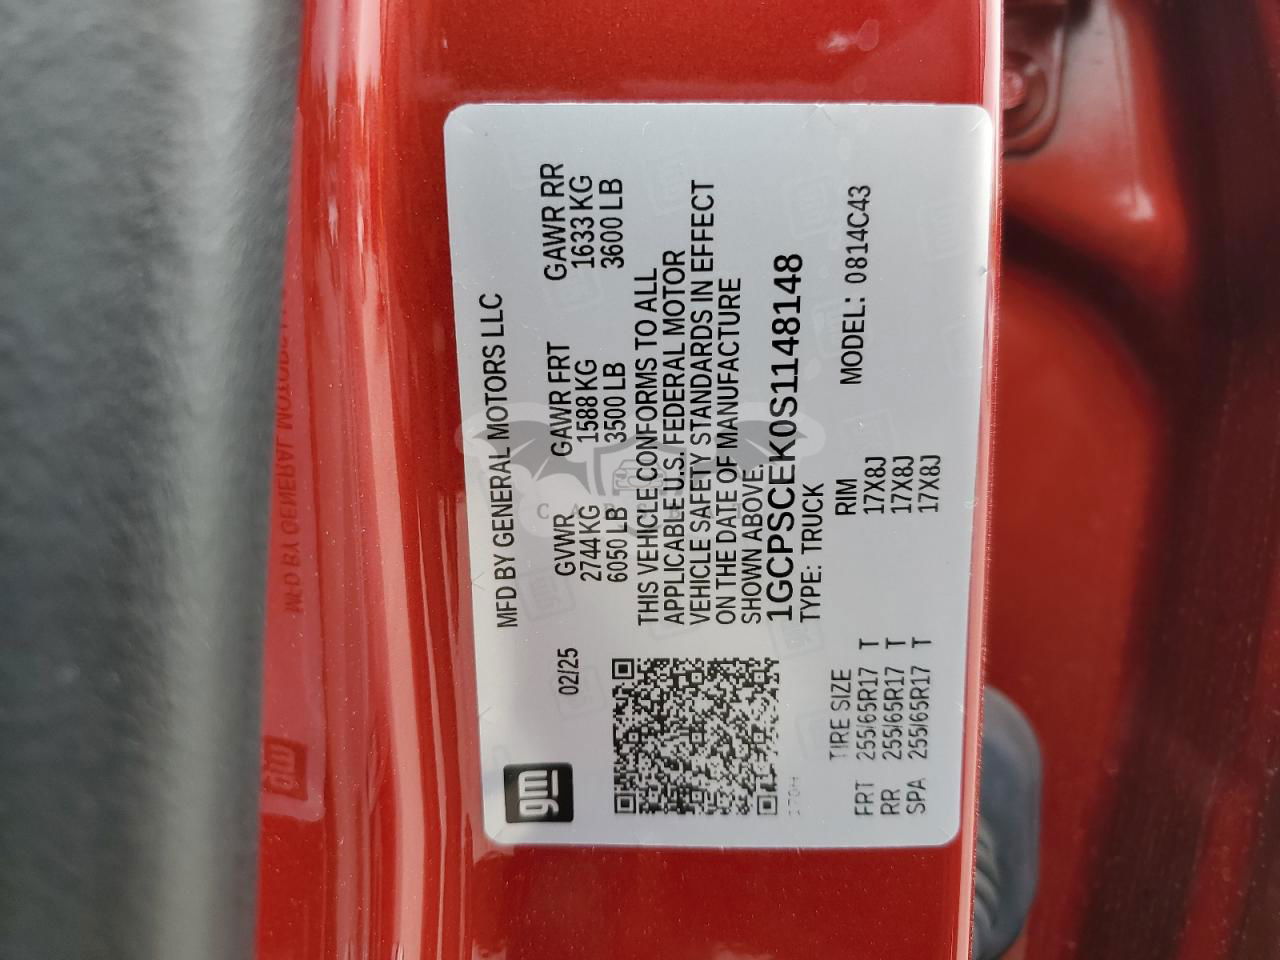 gm
MFD BY GENERAL MOTORS LLC
02/25
GVWR GAWR FRT GAWR RR
2744 KG 1588 KG 1633 KG
6050 LB 3500 LB 3600 LB
THIS VEHICLE CONFORMS TO ALL
APPLICABLE U.S. FEDERAL MOTOR
VEHICLE SAFETY STANDARDS IN EFFECT
ON THE DATE OF MANUFACTURE
SHOWN ABOVE.
1GCPSCEK0S1148148
TYPE: TRUCK
MODEL: 0814C43
TIRE SIZE RIM
FRT 255/65R17 T 17X8J
RR 255/65R17 T 17X8J
SPA 255/65R17 T 17X8J